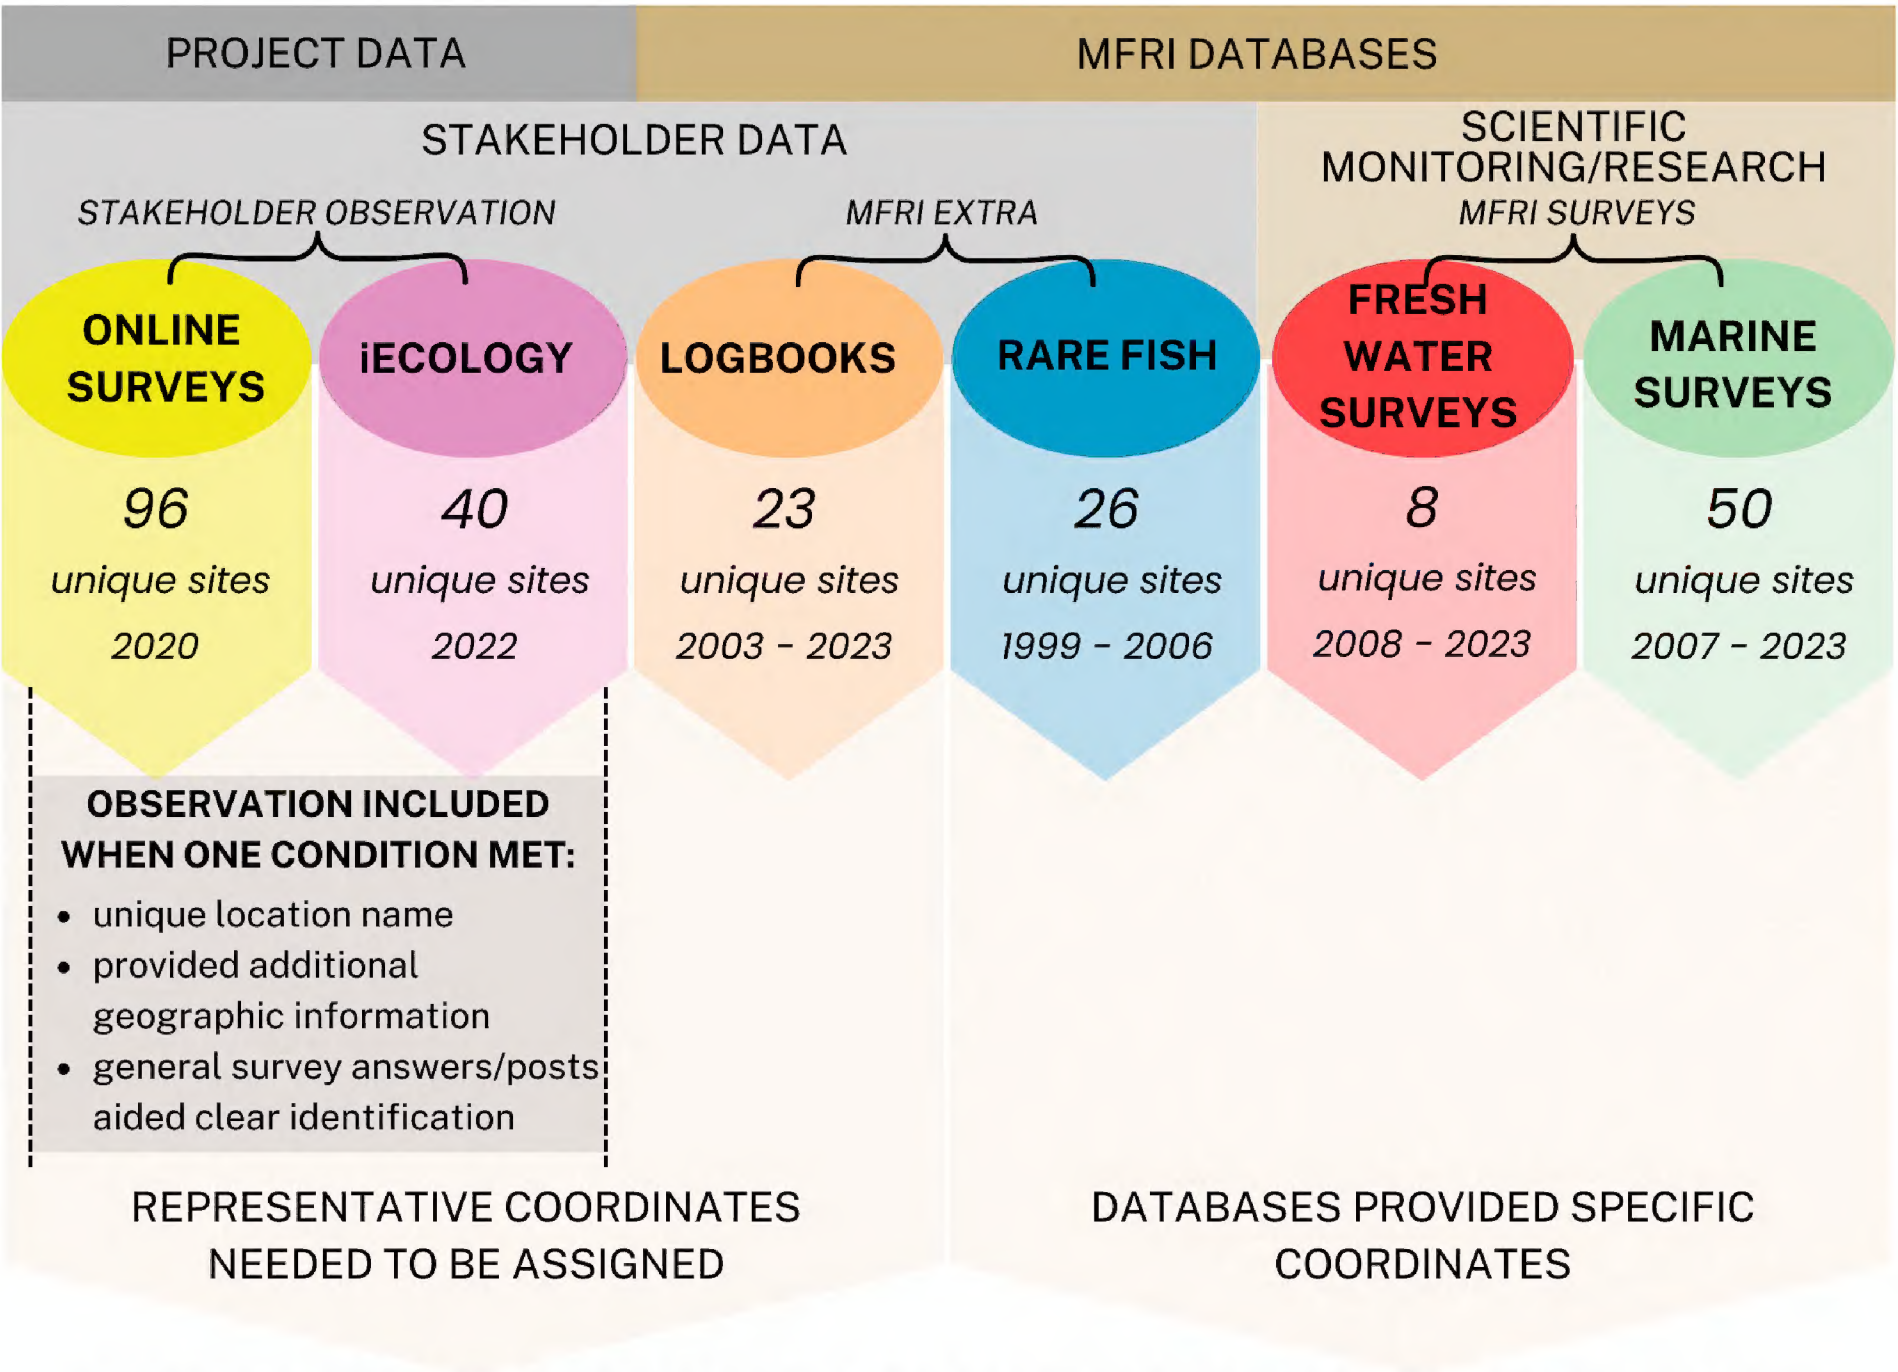 PROJECT DATA
MFRI DATABASES
STAKEHOLDER DATA
SCIENTIFIC
MONITORING/RESEARCH
STAKEHOLDER OBSERVATION
MFRI EXTRA
MFRI SURVEYS
ONLINE
SURVEYS
96
unique sites
2020
iECOLOGY
40
unique sites
2022
LOGBOOKS
23
unique sites
2003 - 2023
RARE FISH
26
unique sites
1999 - 2006
FRESH
WATER
SURVEYS
8
unique sites
2008 - 2023
MARINE
SURVEYS
50
unique sites
2007 - 2023
OBSERVATION INCLUDED
WHEN ONE CONDITION MET:
• unique location name
• provided additional
geographic information
• general survey answers/posts
aided clear identification
REPRESENTATIVE COORDINATES
NEEDED TO BE ASSIGNED
DATABASES PROVIDED SPECIFIC
COORDINATES